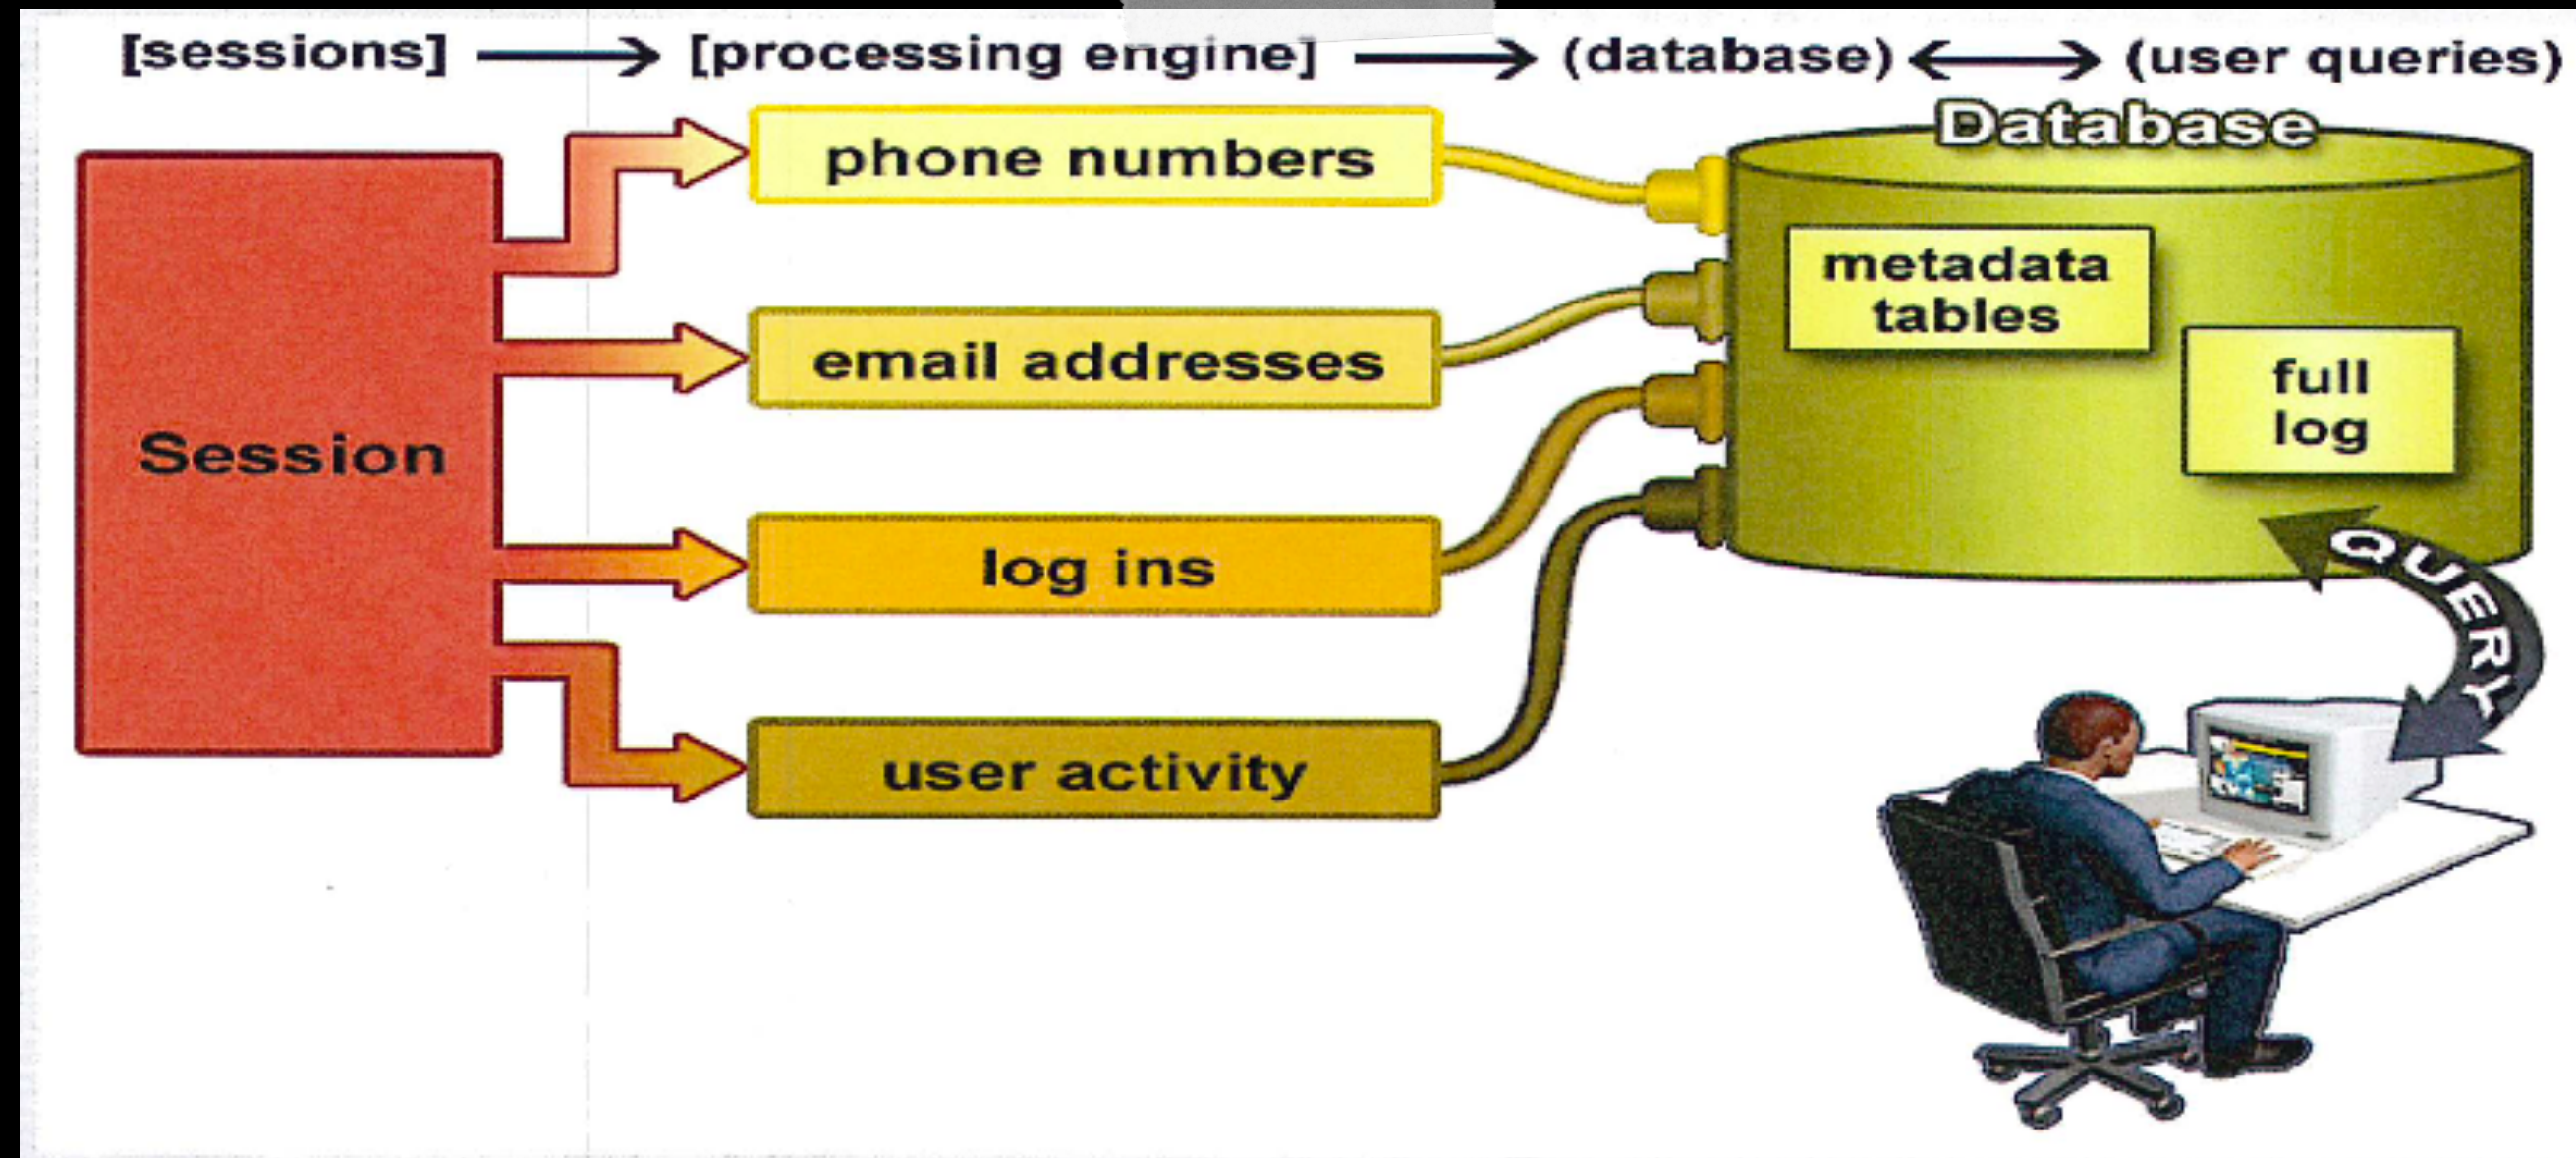 [sessions] → [processing engine] → (database) ↔ (user queries)
Database
phone numbers
metadata
tables
email addresses
full
log
Session
log ins
QUERY
user activity